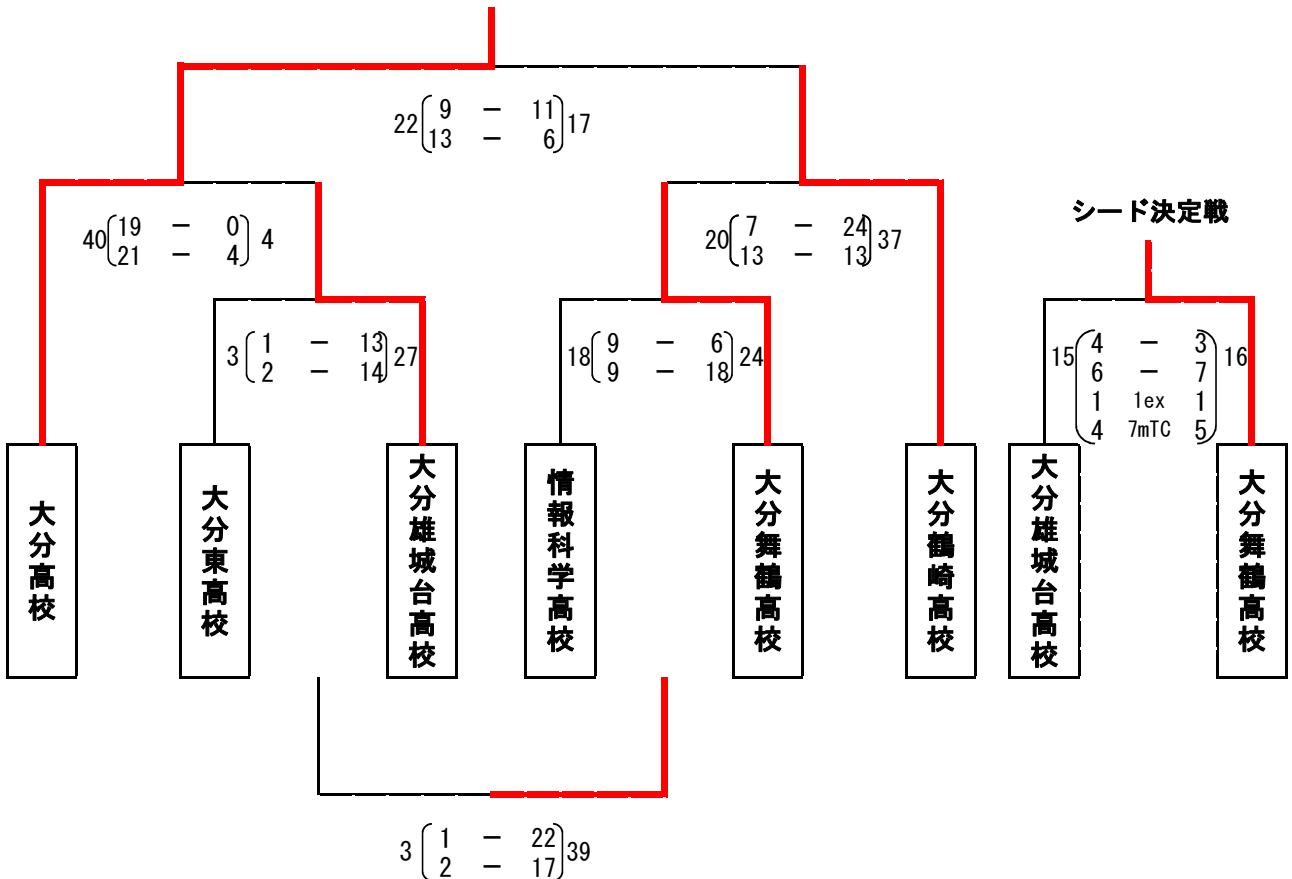 22 9 － 11 17
13 － 6
シード決定戦
40 19 － 0 4
21 － 4
20 7 － 24 37
13 － 13
3 1 － 13 27
2 － 14
18 9 － 6 24
9 － 18
15 4 － 3 16
6 － 7
1 1ex 1
4 7mTC 5
大分高校
大分東高校
大分雄城台高校
情報科学高校
大分舞鶴高校
大分鶴崎高校
大分雄城台高校
大分舞鶴高校
3 1 － 22 39
2 － 17